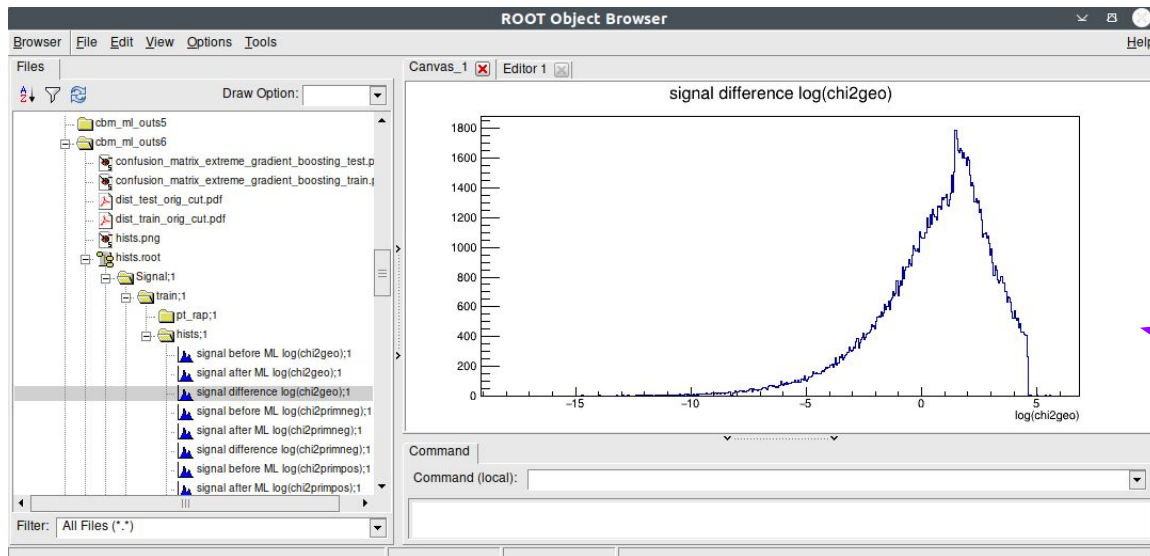 ROOT Object Browser
Browser File Edit View Options Tools Help
Files
Draw Option:
cbm_ml_outs5
cbm_ml_outs6
confusion_matrix_extreme_gradient_boosting_test.p
confusion_matrix_extreme_gradient_boosting_train.p
dist_test_orig_cut.pdf
dist_train_orig_cut.pdf
hists.png
hists.root
Signal;1
train;1
pt_rap;1
hists;1
signal before ML log(chi2geo);1
signal after ML log(chi2geo);1
signal difference log(chi2geo);1
signal before ML log(chi2primneg);1
signal after ML log(chi2primneg);1
signal difference log(chi2primneg);1
signal before ML log(chi2primpos);1
signal after ML log(chi2primpos);1
Filter: All Files (*.*)
Canvas_1 Editor 1
signal difference log(chi2geo)
1800
1600
1400
1200
1000
800
600
400
200
0
−15 −10 −5 0 5
log(chi2geo)
Command
Command (local):